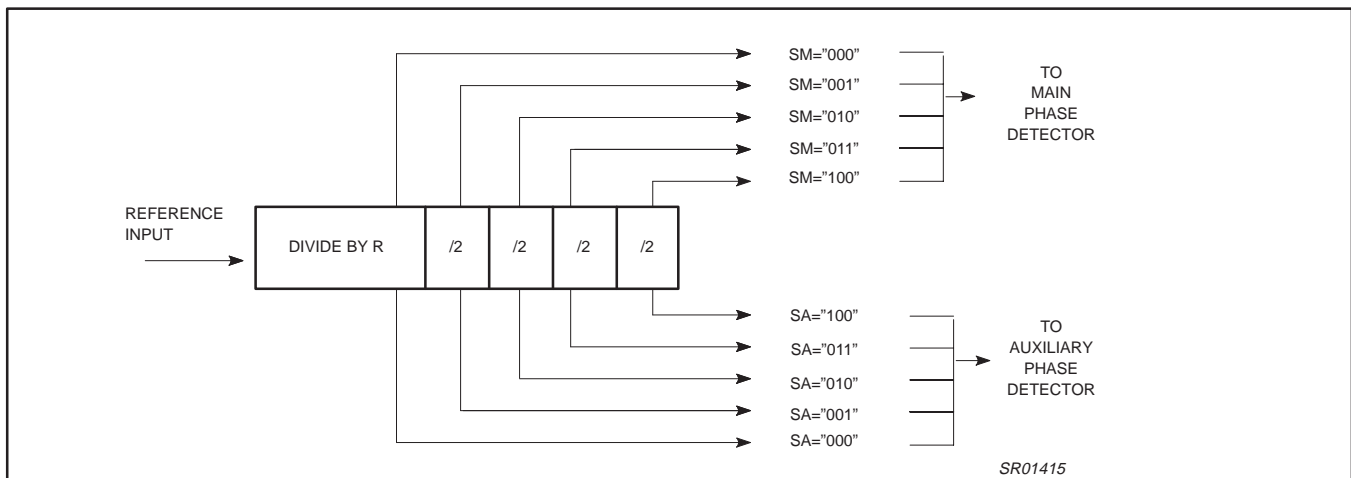 SM=”000”
SM=”001”
SM=”010”
SM=”011”
SM=”100”
TO
MAIN
PHASE
DETECTOR
REFERENCE
INPUT
DIVIDE BY R
/2
/2
/2
/2
SA=”100”
SA=”011”
SA=”010”
SA=”001”
SA=”000”
TO
AUXILIARY
PHASE
DETECTOR
SR01415